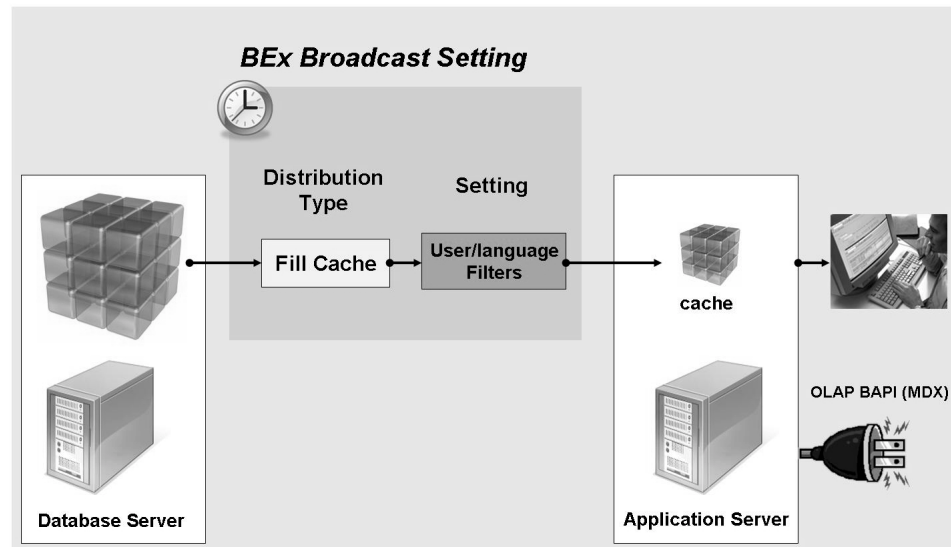 BEx Broadcast Setting
Distribution
Type
Setting
Fill Cache
User/language
Filters
cache
OLAP BAPI (MDX)
Database Server
Application Server